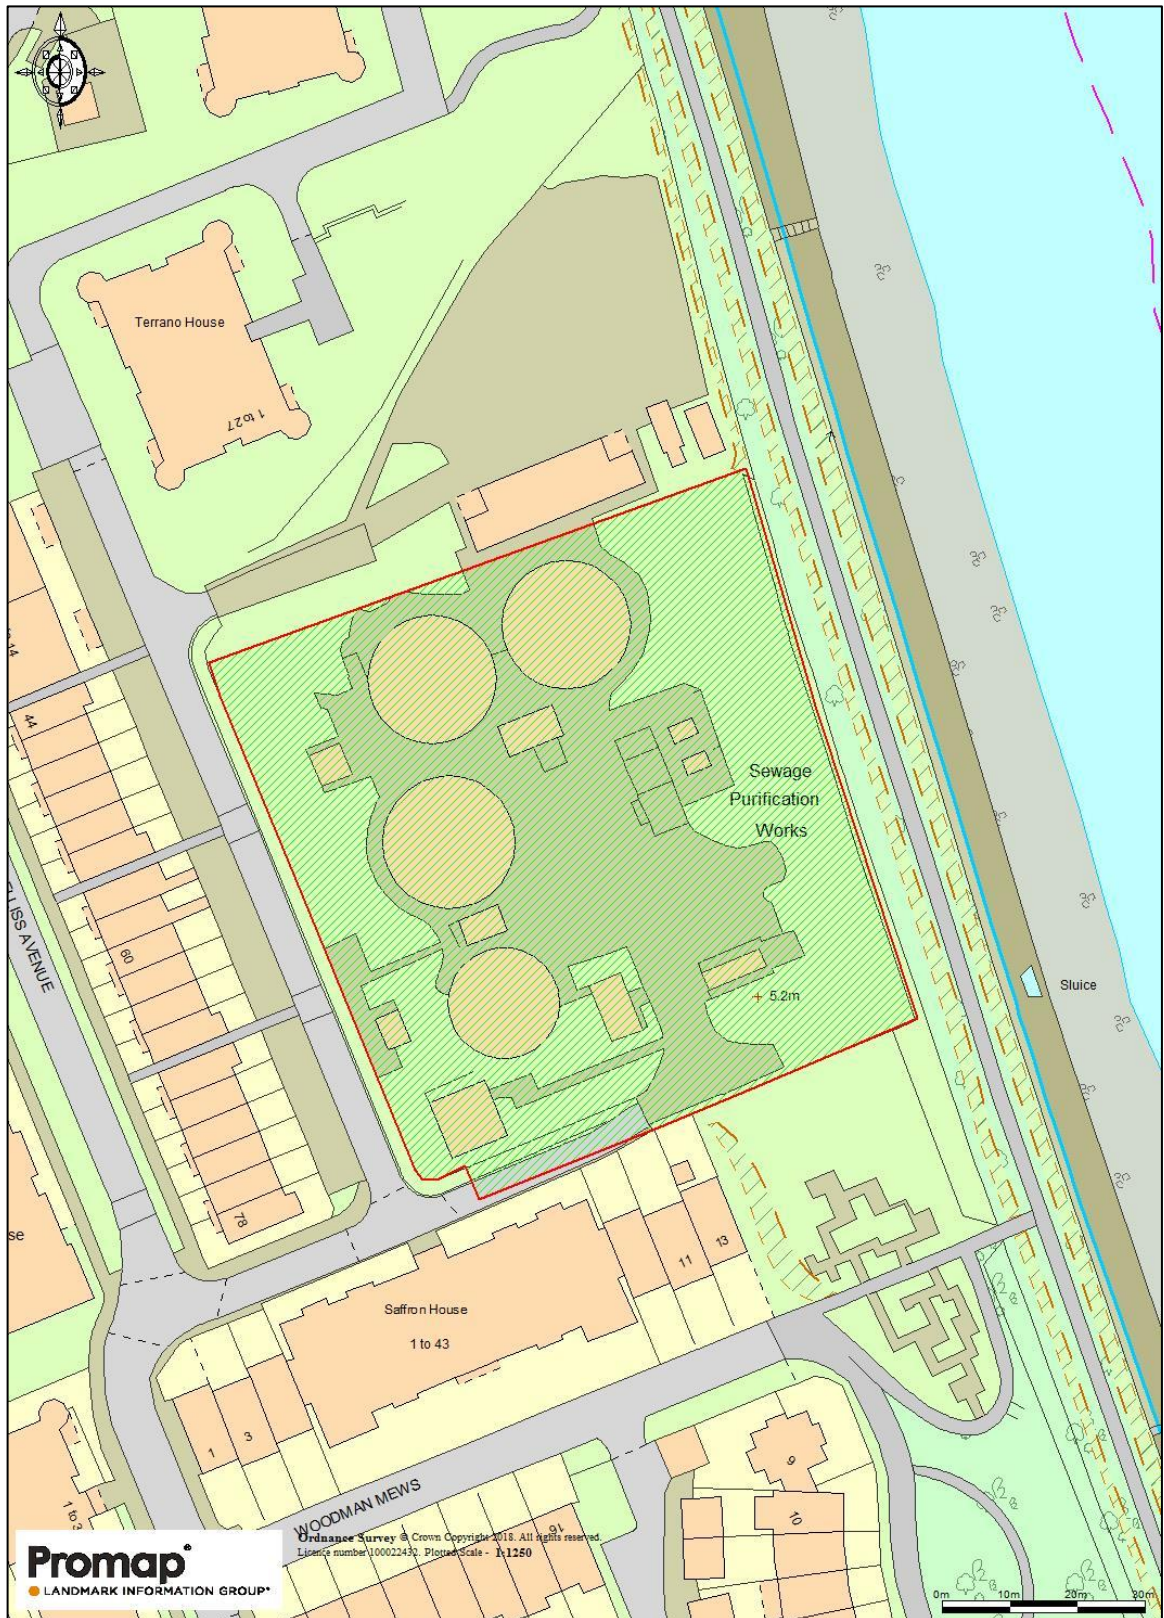 Terrano House
1 to 27
44
Sewage
Purification
Works
60
5.2m
Sluice
78
se
11
13
Saffron House
1 to 43
1
3
9
10
16
WOODMAN MEWS
Ordnance Survey © Crown Copyright 2018. All rights reserved.
Licence number 100022432. Plotted Scale - 1:1250
Promap®
LANDMARK INFORMATION GROUP®
0m 10m 20m 30m